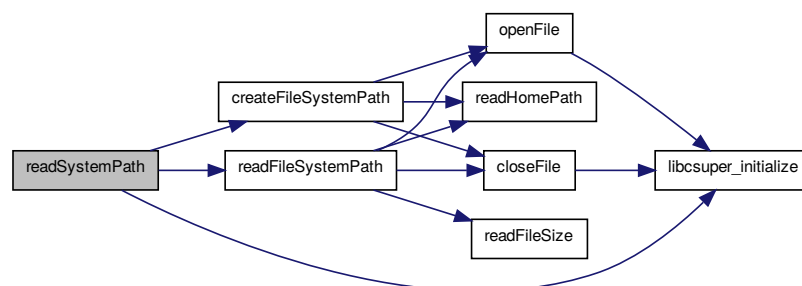 openFile
createFileSystemPath
readHomePath
readSystemPath
readFileSystemPath
closeFile
libcsuper_initialize
readFileSize